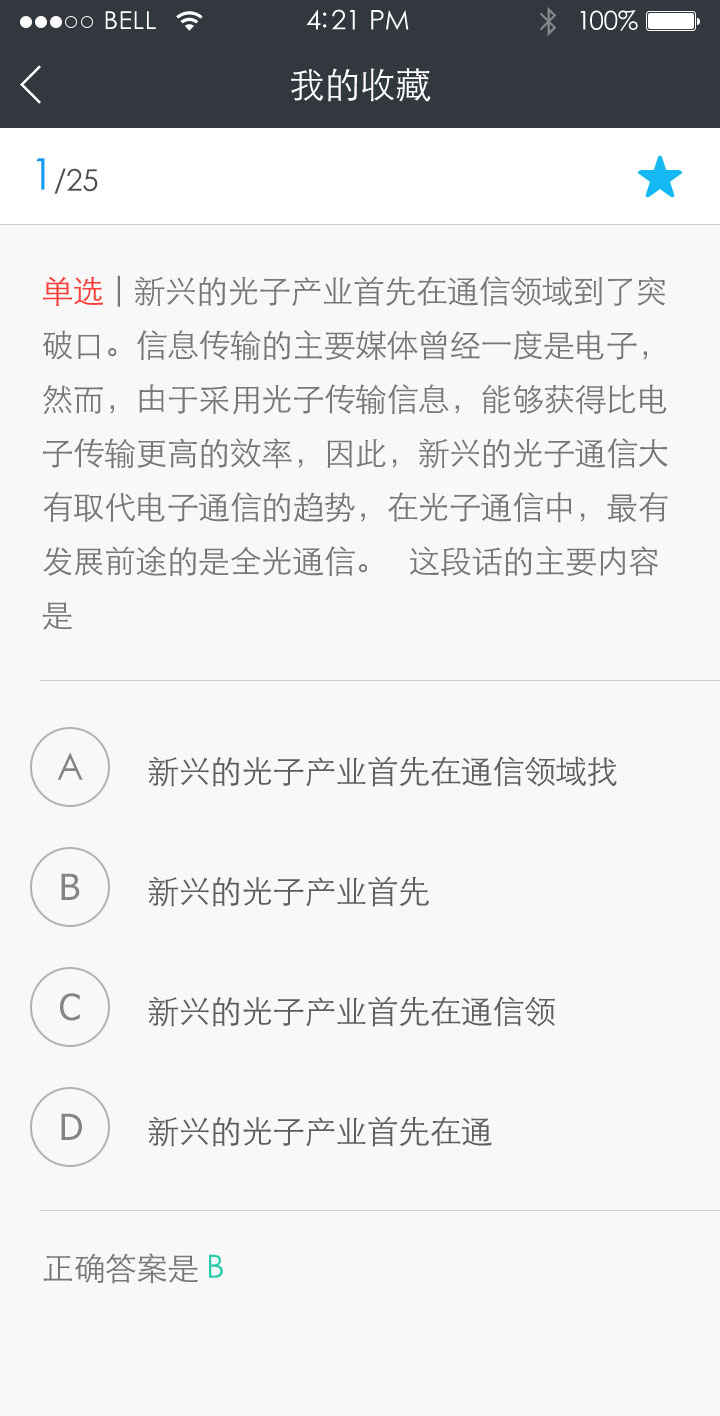 BELL 4:21 PM 100%
我的收藏
1/25
单选 | 新兴的光子产业首先在通信领域到了突
破口。信息传输的主要媒体曾经一度是电子，
然而，由于采用光子传输信息，能够获得比电
子传输更高的效率，因此，新兴的光子通信大
有取代电子通信的趋势，在光子通信中，最有
发展前途的是全光通信。 这段话的主要内容
是
A 新兴的光子产业首先在通信领域找
B 新兴的光子产业首先
C 新兴的光子产业首先在通信领
D 新兴的光子产业首先在通
正确答案是 B